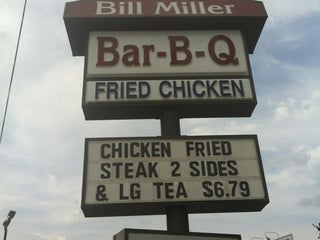 Bill Miller
Bar-B-Q
FRIED CHICKEN
CHICKEN FRIED
STEAK 2 SIDES
& LG TEA $6.79